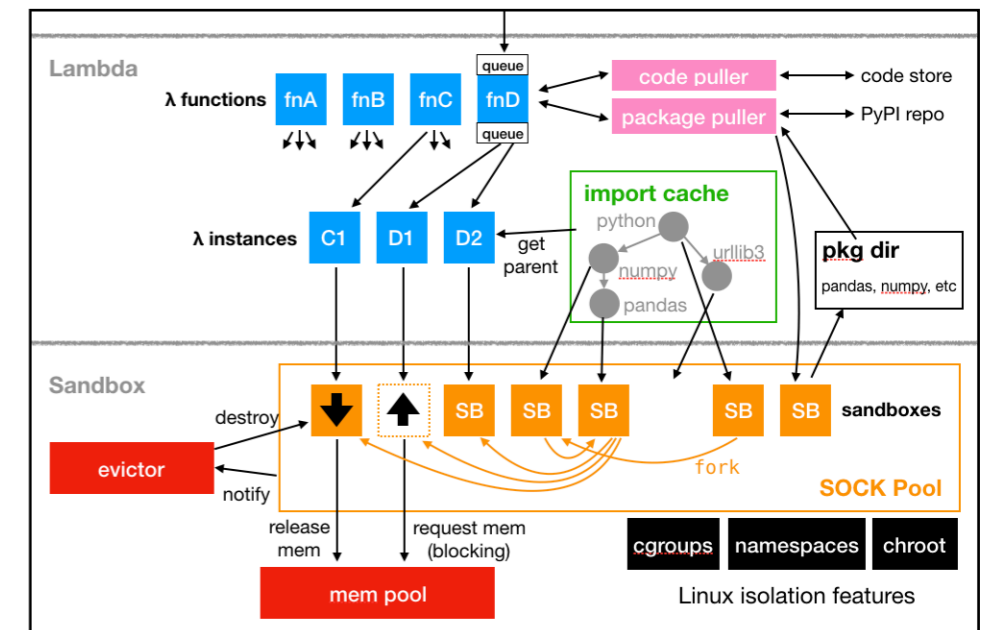 Lambda
queue
λ functions
fnA
fnB
fnC
fnD
queue
code puller
code store
package puller
PyPI repo
import cache
python
urllib3
numpy
pandas
λ instances
C1
D1
D2
get
parent
pkg dir
pandas, numpy, etc
Sandbox
destroy
SB
SB
SB
SB
SB
sandboxes
evictor
notify
fork
SOCK Pool
release
mem
request mem
(blocking)
cgroups
namespaces
chroot
mem pool
Linux isolation features